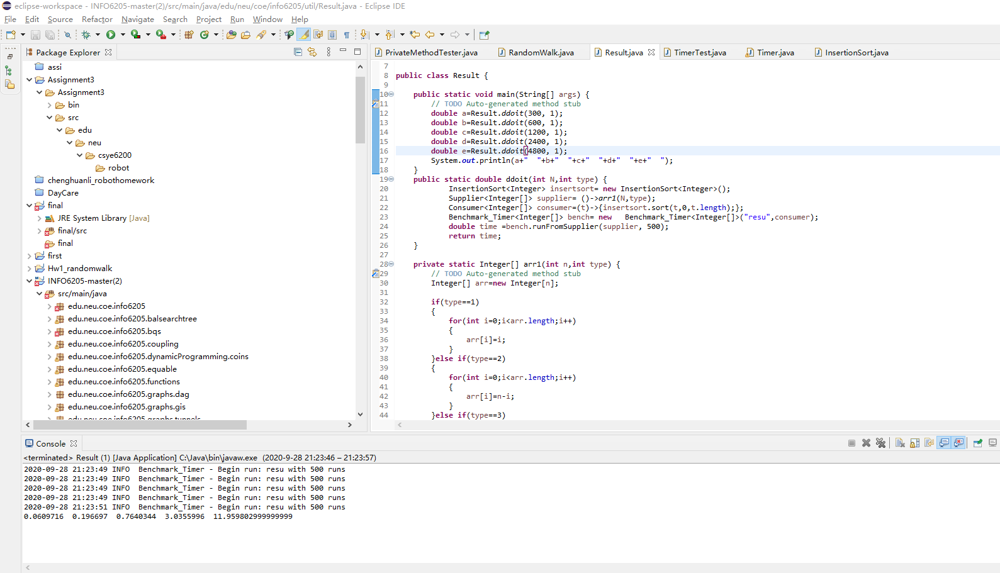 eclipse-workspace - INFO6205-master(2)/src/main/java/edu/neu/coe/info6205/util/Result.java - Eclipse IDE
File Edit Source Refactor Navigate Search Project Run Window Help
Package Explorer
assi
Assignment3
Assignment3
bin
src
edu
neu
csye6200
robot
chenghuanli_robothomework
DayCare
final
JRE System Library [Java]
final/src
final
first
Hw1_randomwalk
INFO6205-master(2)
src/main/java
edu.neu.coe.info6205
edu.neu.coe.info6205.balsearchtree
edu.neu.coe.info6205.bqs
edu.neu.coe.info6205.coupling
edu.neu.coe.info6205.dynamicProgramming.coins
edu.neu.coe.info6205.equable
edu.neu.coe.info6205.functions
edu.neu.coe.info6205.graphs.dag
edu.neu.coe.info6205.graphs.gis
edu.neu.coe.info6205.graphs.tunnels
PrivateMethodTester.java RandomWalk.java Result.java TimerTest.java Timer.java InsertionSort.java
7
8 public class Result {
9
10 public static void main(String[] args) {
11 // TODO Auto-generated method stub
12 double a=Result.ddoit(300, 1);
13 double b=Result.ddoit(600, 1);
14 double c=Result.ddoit(1200, 1);
15 double d=Result.ddoit(2400, 1);
16 double e=Result.ddoit(4800, 1);
17 System.out.println(a+"  "+b+"  "+c+"  "+d+"  "+e+"  ");
18 }
19 public static double ddoit(int N,int type) {
20 InsertionSort<Integer> insertsort= new InsertionSort<Integer>();
21 Supplier<Integer[]> supplier= ()->arr1(N,type);
22 Consumer<Integer[]> consumer=(t)->{insertsort.sort(t,0,t.length);};
23 Benchmark_Timer<Integer[]> bench= new   Benchmark_Timer<Integer[]>("resu",consumer);
24 double time =bench.runFromSupplier(supplier, 500);
25 return time;
26 }
27
28 private static Integer[] arr1(int n,int type) {
29 // TODO Auto-generated method stub
30 Integer[] arr=new Integer[n];
31
32 if(type==1)
33 {
34 for(int i=0;i<arr.length;i++)
35 {
36 arr[i]=i;
37 }
38 }else if(type==2)
39 {
40 for(int i=0;i<arr.length;i++)
41 {
42 arr[i]=n-i;
43 }
44 }else if(type==3)
Console
<terminated> Result (1) [Java Application] C:\Java\bin\javaw.exe (2020-9-28 21:23:46 – 21:23:57)
2020-09-28 21:23:49 INFO  Benchmark_Timer - Begin run: resu with 500 runs
2020-09-28 21:23:49 INFO  Benchmark_Timer - Begin run: resu with 500 runs
2020-09-28 21:23:49 INFO  Benchmark_Timer - Begin run: resu with 500 runs
2020-09-28 21:23:49 INFO  Benchmark_Timer - Begin run: resu with 500 runs
2020-09-28 21:23:51 INFO  Benchmark_Timer - Begin run: resu with 500 runs
0.0609716  0.196697  0.7640344  3.0355996  11.959802999999999